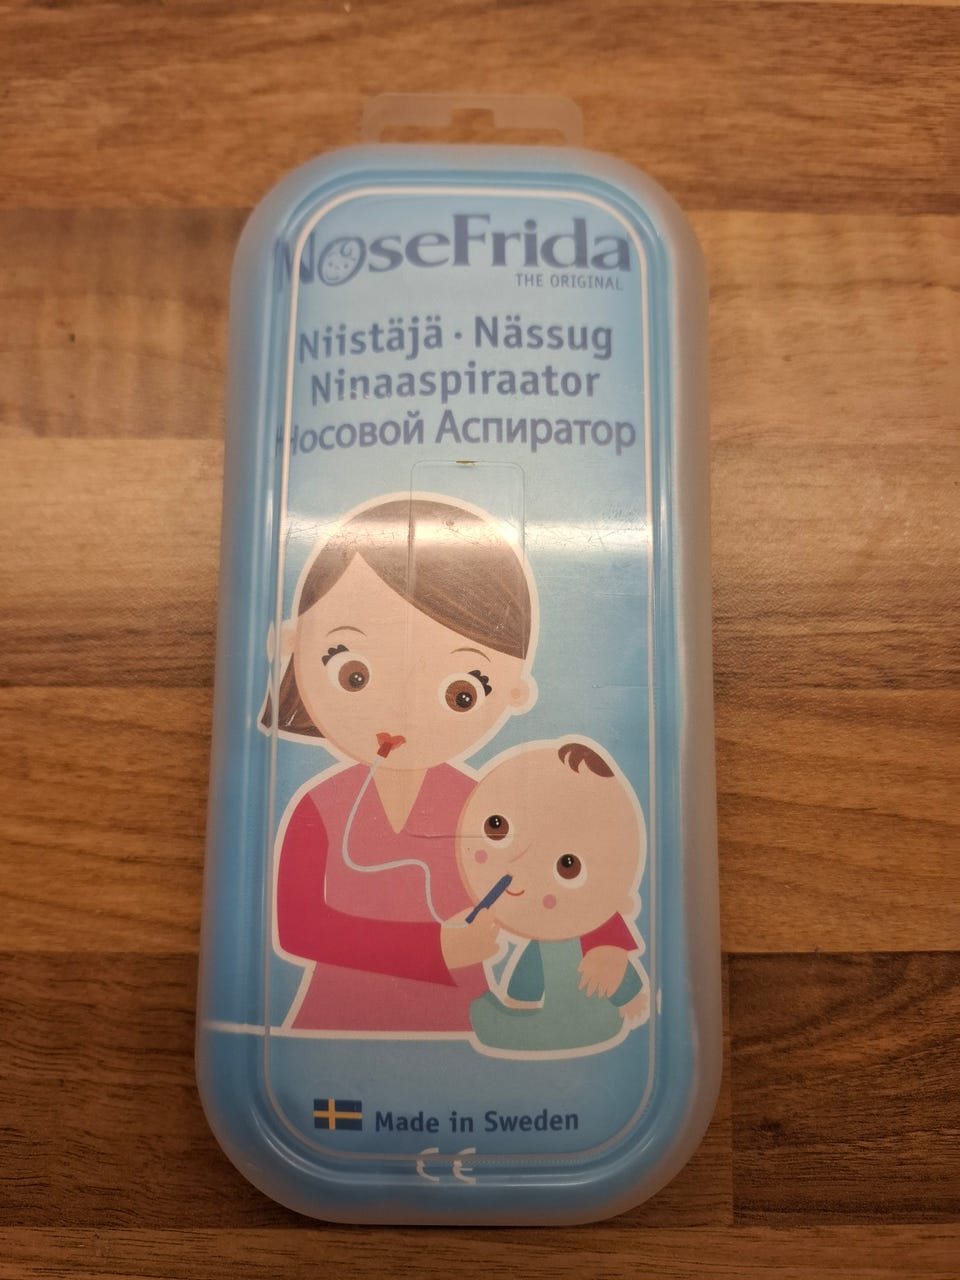 NoseFrida
THE ORIGINAL
Niistäjä · Nässug
Ninaaspiraator
Носовой Аспиратор
Made in Sweden
CE